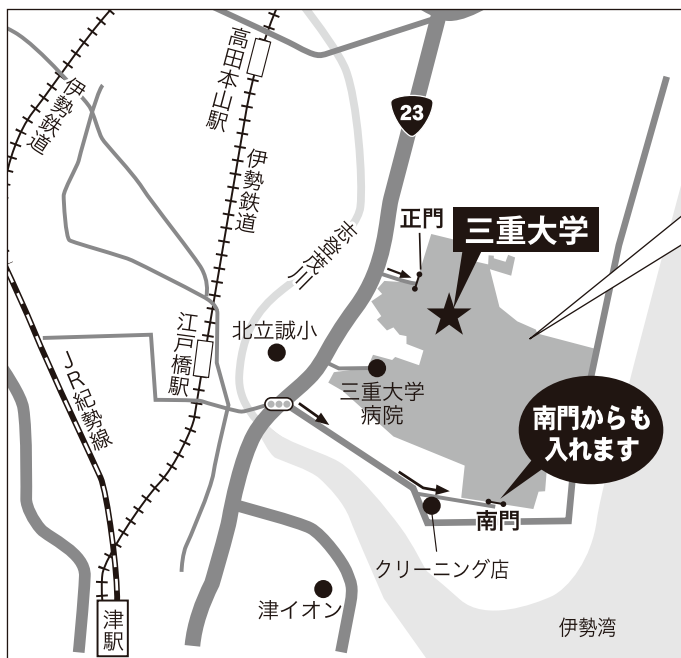 高田本山駅
伊勢鉄道
伊勢鉄道
23
志登茂川
正門
三重大学
江戸橋駅
北立誠小
三重大学
病院
JR紀勢線
南門からも
入れます
南門
クリーニング店
津イオン
津駅
伊勢湾